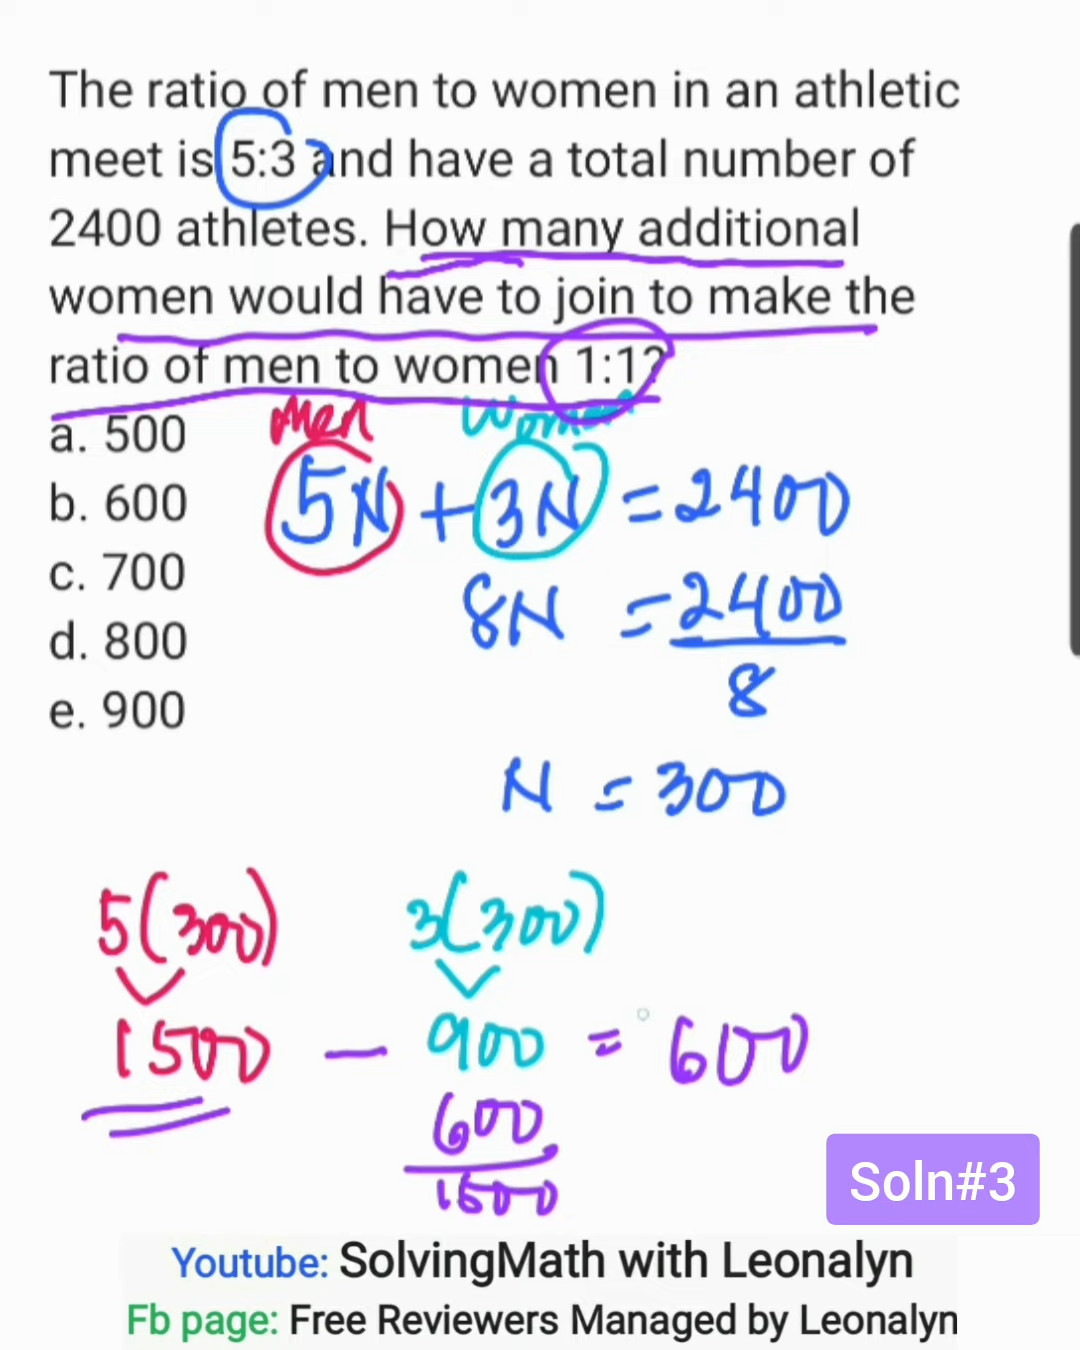 The ratio of men to women in an athletic
meet is 5:3 and have a total number of
2400 athletes. How many additional
women would have to join to make the
ratio of men to women 1:1?
a. 500
b. 600
c. 700
d. 800
e. 900
Men Women
5N + 3N = 2400
8N = 2400
8
N = 300
5(300) 3(300)
1500 - 900 = 600
600
1500
Soln#3
Youtube: SolvingMath with Leonalyn
Fb page: Free Reviewers Managed by Leonalyn